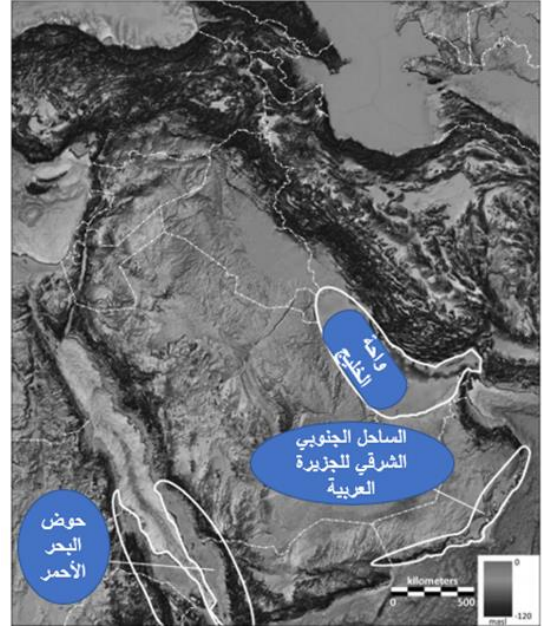 واحة
الخليج
الساحل الجنوبي
الشرقي للجزيرة
العربية
حوض
البحر
الأحمر
kilometers
0 500
0
-120
masl